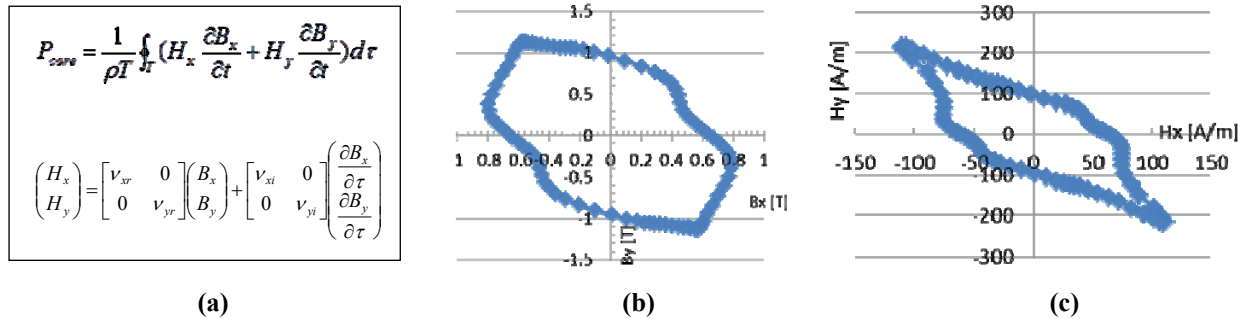 P_core = 1/ρT ∮_T (H_x ∂B_x/∂t + H_y ∂B_y/∂t)dτ
(H_x H_y) = [ν_xr 0 0 ν_yr](B_x B_y) + [ν_xi 0 0 ν_yi](∂B_x/∂τ ∂B_y/∂τ)
(a)
1.5
1
0.5
0
1 0.8 0.6 0.4 0.2 0 0.2 0.4 0.6 0.8 1
-0.5
Bx [T]
-1
-1.5
By [T]
(b)
300
200
100
0
-100
-200
-300
Hy [A/m]
Hx [A/m]
-150 -100 -50 0 50 100 150
(c)